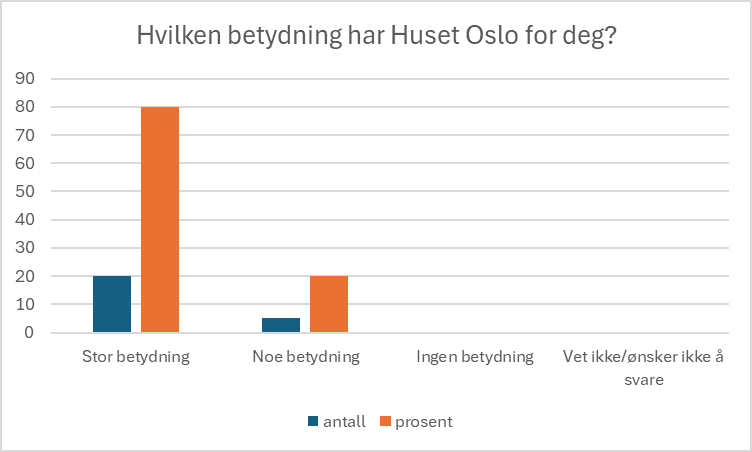 Hvilken betydning har Huset Oslo for deg?
90
80
70
60
50
40
30
20
10
0
Stor betydning
Noe betydning
Ingen betydning
Vet ikke/ønsker ikke å
svare
antall
prosent